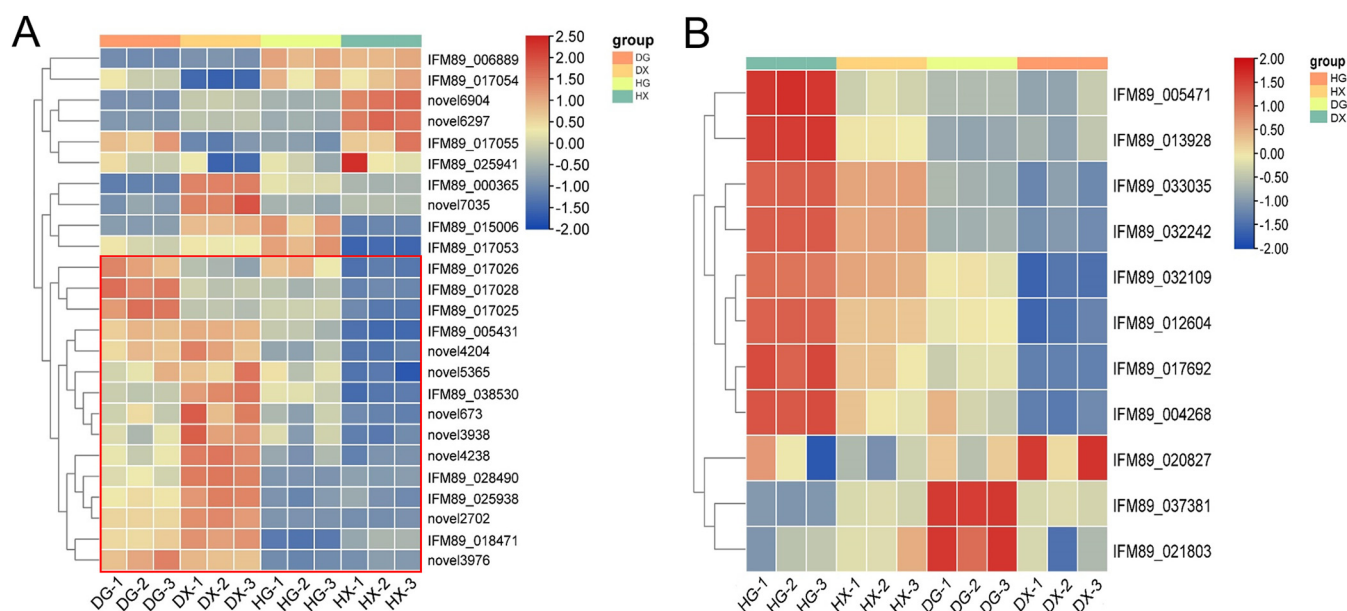 A
2.50
2.00
1.50
1.00
0.50
0.00
-0.50
-1.00
-1.50
-2.00
group
DG
DX
HG
HX
IFM89_006889
IFM89_017054
novel6904
novel6297
IFM89_017055
IFM89_025941
IFM89_000365
novel7035
IFM89_015006
IFM89_017053
IFM89_017026
IFM89_017028
IFM89_017025
IFM89_005431
novel4204
novel5365
IFM89_038530
novel673
novel3938
novel4238
IFM89_028490
IFM89_025938
novel2702
IFM89_018471
novel3976
DG-1 DG-2 DG-3 DX-1 DX-2 DX-3 HG-1 HG-2 HG-3 HX-1 HX-2 HX-3
B
2.00
1.50
1.00
0.50
0.00
-0.50
-1.00
-1.50
-2.00
group
HG
HX
DG
DX
IFM89_005471
IFM89_013928
IFM89_033035
IFM89_032242
IFM89_032109
IFM89_012604
IFM89_017692
IFM89_004268
IFM89_020827
IFM89_037381
IFM89_021803
HG-1 HG-2 HG-3 HX-1 HX-2 HX-3 DG-1 DG-2 DG-3 DX-1 DX-2 DX-3